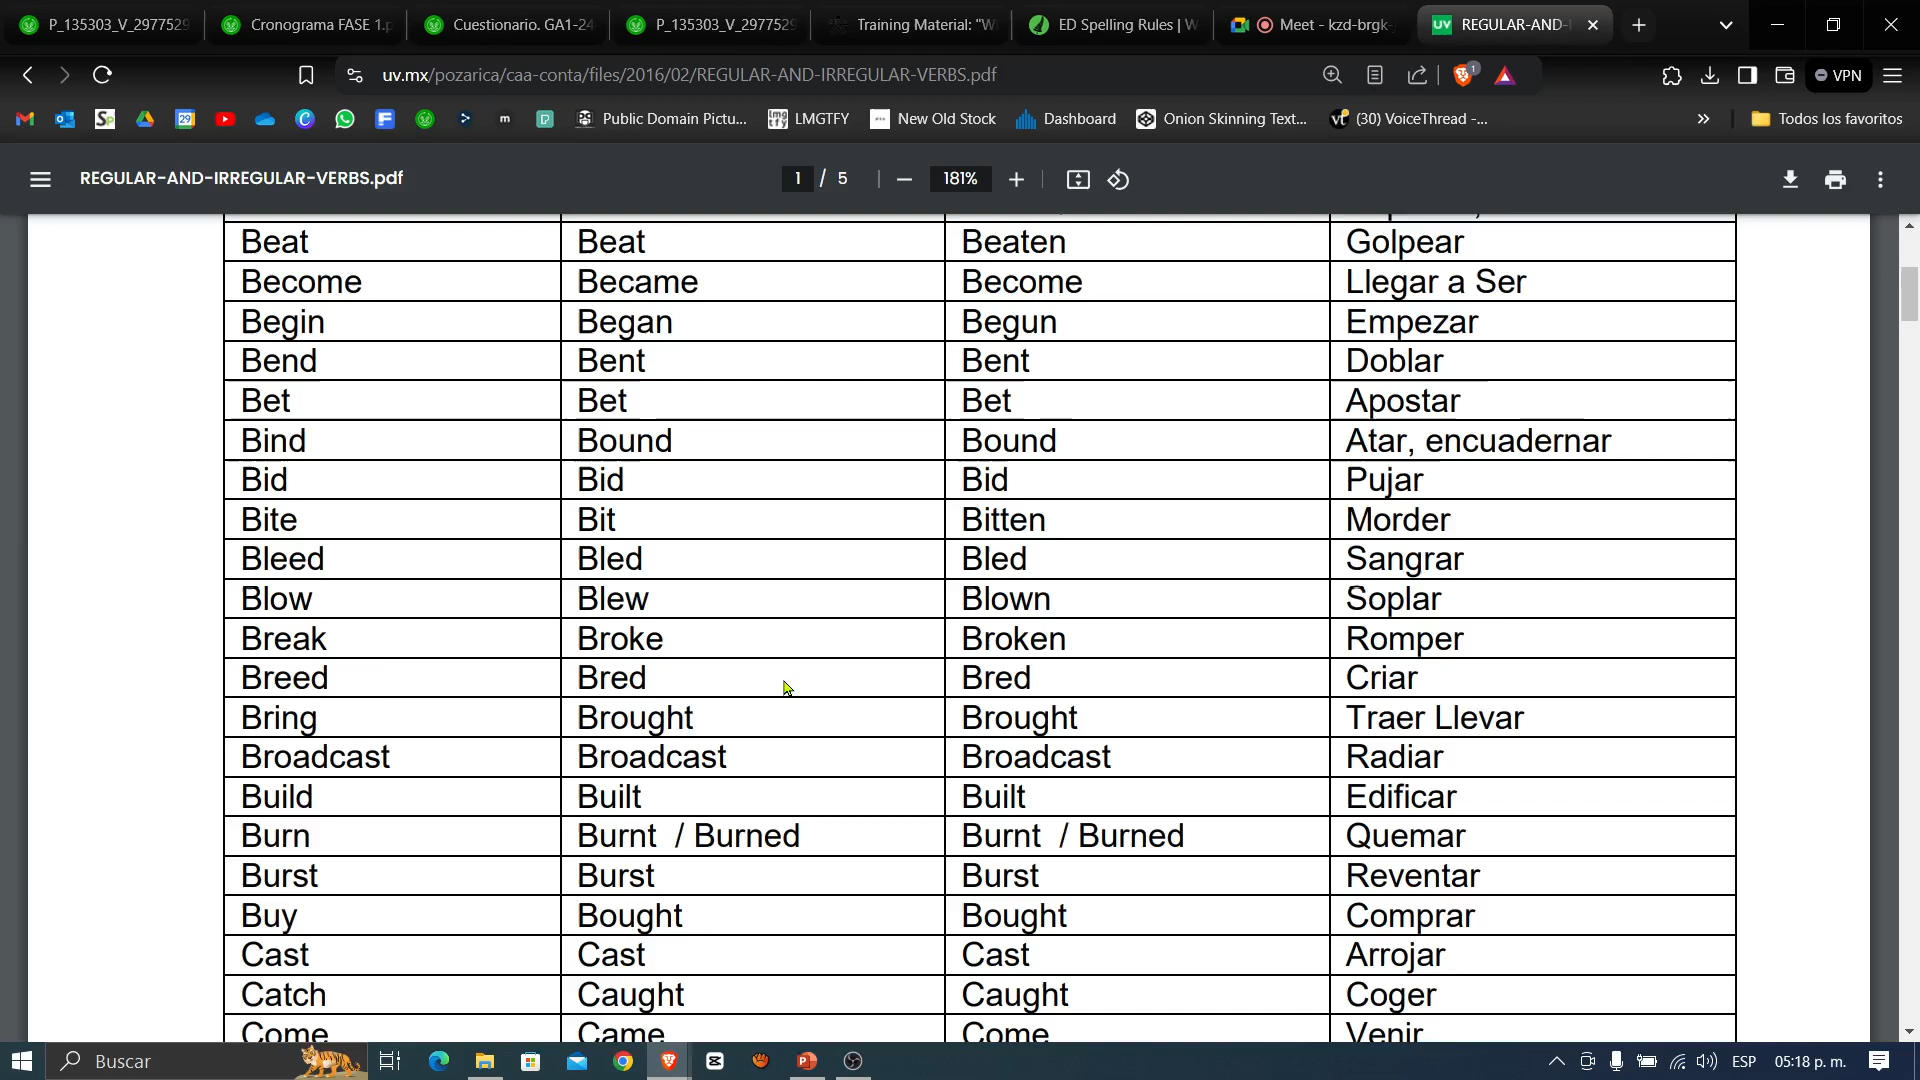 P_135303_V_2977529
Cronograma FASE 1.p
Cuestionario. GA1-24
P_135303_V_2977529
Training Material: "W
ED Spelling Rules | W
Meet - kzd-brgk-
UV REGULAR-AND-I
uv.mx/pozarica/caa-conta/files/2016/02/REGULAR-AND-IRREGULAR-VERBS.pdf
1
VPN
29
Public Domain Pictu...
LMGTFY
New Old Stock
Dashboard
Onion Skinning Text...
(30) VoiceThread -...
Todos los favoritos
REGULAR-AND-IRREGULAR-VERBS.pdf
1 / 5
181%
Beat Beat Beaten Golpear
Become Became Become Llegar a Ser
Begin Began Begun Empezar
Bend Bent Bent Doblar
Bet Bet Bet Apostar
Bind Bound Bound Atar, encuadernar
Bid Bid Bid Pujar
Bite Bit Bitten Morder
Bleed Bled Bled Sangrar
Blow Blew Blown Soplar
Break Broke Broken Romper
Breed Bred Bred Criar
Bring Brought Brought Traer Llevar
Broadcast Broadcast Broadcast Radiar
Build Built Built Edificar
Burn Burnt / Burned Burnt / Burned Quemar
Burst Burst Burst Reventar
Buy Bought Bought Comprar
Cast Cast Cast Arrojar
Catch Caught Caught Coger
Come Came Come Venir
Buscar
ESP
05:18 p. m.